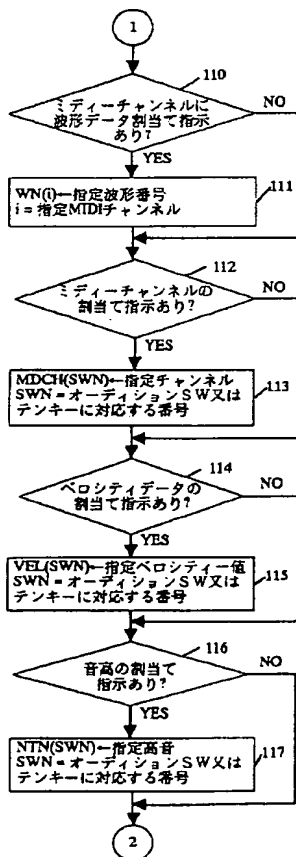 1
110
ミディーチャンネルに
波形データ割当て指示
あり?
NO
YES
WN(i)←指定波形番号
i = 指定MIDIチャンネル
111
112
ミディーチャンネルの
割当て指示あり?
NO
YES
MDCH(SWN)←指定チャンネル
SWN = オーディションSW又は
テンキーに対応する番号
113
114
ベロシティデータの
割当て指示あり?
NO
YES
VEL(SWN)←指定ベロシティー値
SWN = オーディションSW又は
テンキーに対応する番号
115
116
音高の割当て
指示あり?
NO
YES
NTN(SWN)←指定高音
SWN = オーディションSW又は
テンキーに対応する番号
117
2